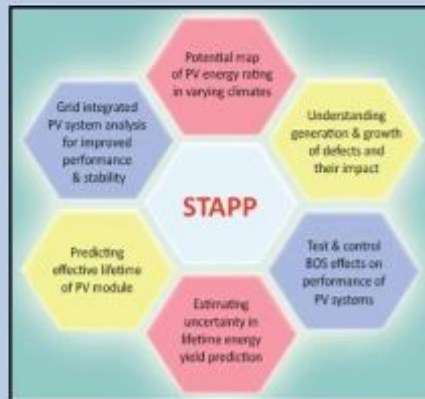 Potential map
of PV energy rating
in varying climates
Grid integrated
PV system analysis
for improved
performance
& stability
Understanding
generation & growth
of defects and
their impact
STAPP
Predicting
effective lifetime
of PV module
Test & control
BOS effects on
performance of
PV systems
Estimating
uncertainty in
lifetime energy
yield prediction